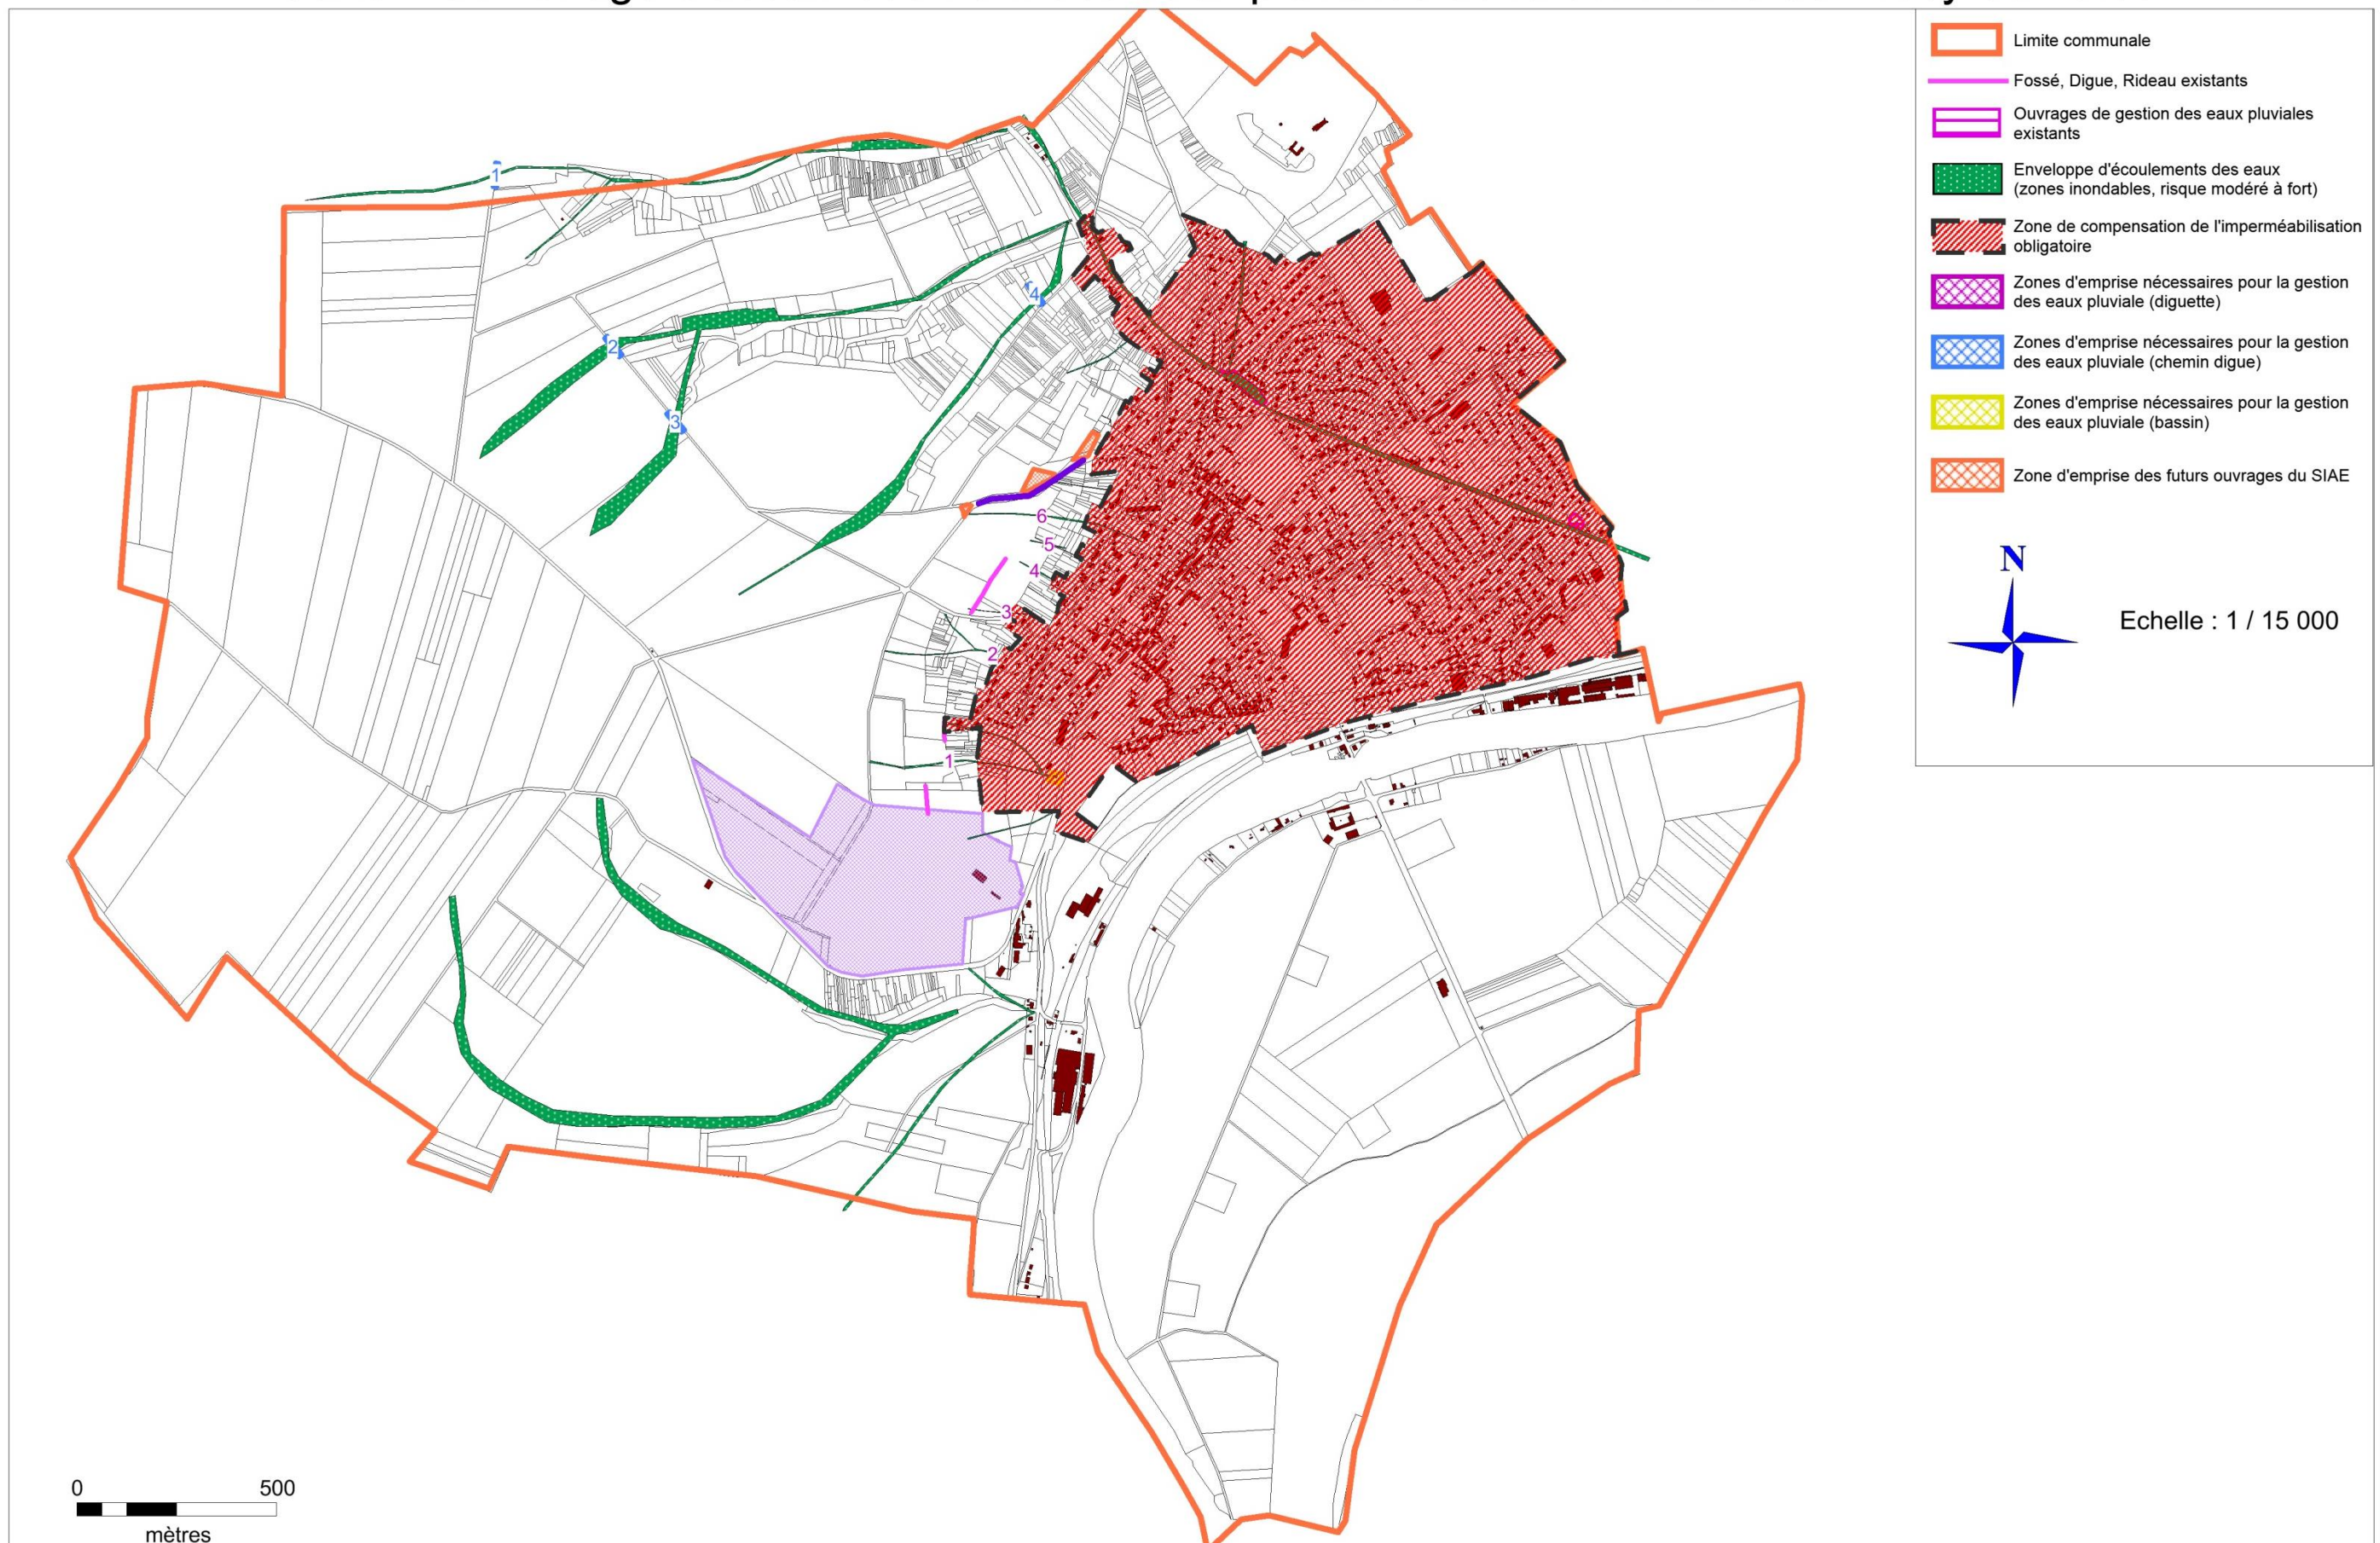 Limite communale
Fossé, Digue, Rideau existants
Ouvrages de gestion des eaux pluviales
existants
Enveloppe d'écoulements des eaux
(zones inondables, risque modéré à fort)
Zone de compensation de l'imperméabilisation
obligatoire
Zones d'emprise nécessaires pour la gestion
des eaux pluviale (diguette)
Zones d'emprise nécessaires pour la gestion
des eaux pluviale (chemin digue)
Zones d'emprise nécessaires pour la gestion
des eaux pluviale (bassin)
Zone d'emprise des futurs ouvrages du SIAE
N
Echelle : 1 / 15 000
1
4
2
3
6
5
4
3
2
1
0 500
mètres